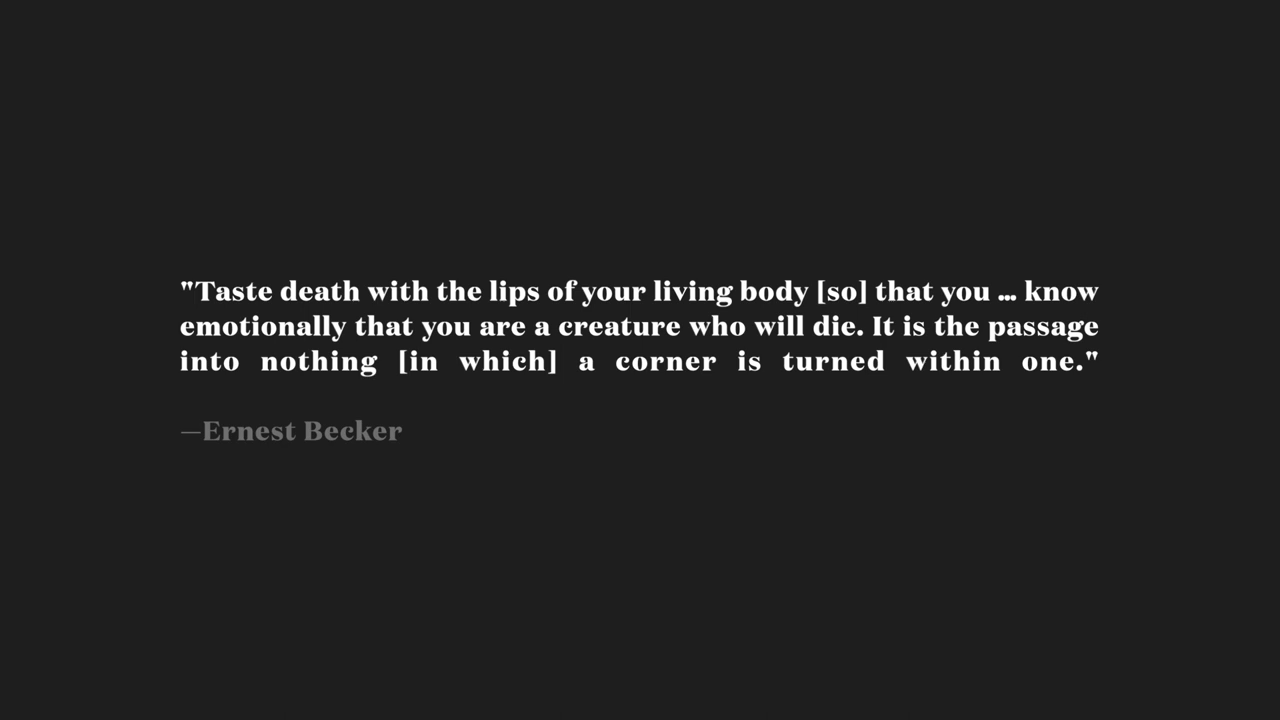 "Taste death with the lips of your living body [so] that you ... know
emotionally that you are a creature who will die. It is the passage
into nothing [in which] a corner is turned within one."
—Ernest Becker